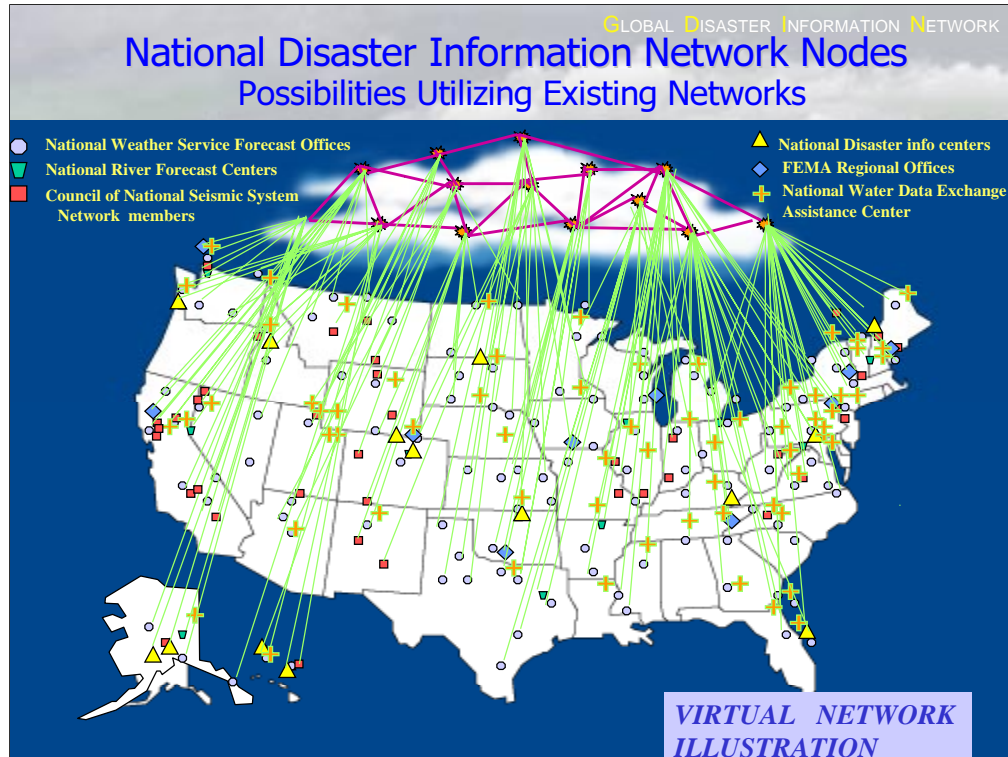 GLOBAL DISASTER INFORMATION NETWORK
National Disaster Information Network Nodes
Possibilities Utilizing Existing Networks
National Weather Service Forecast Offices
National River Forecast Centers
Council of National Seismic System
Network members
National Disaster info centers
FEMA Regional Offices
National Water Data Exchange
Assistance Center
VIRTUAL NETWORK
ILLUSTRATION